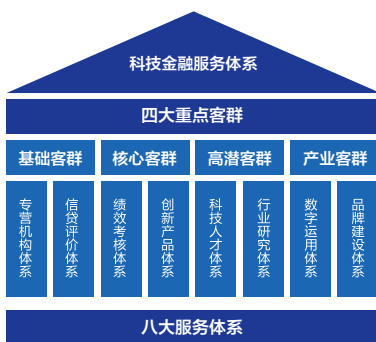 科技金融服务体系
四大重点客群
基础客群
核心客群
高潜客群
产业客群
专营机构体系
信贷评价体系
绩效考核体系
创新产品体系
科技人才体系
行业研究体系
数字运用体系
品牌建设体系
八大服务体系